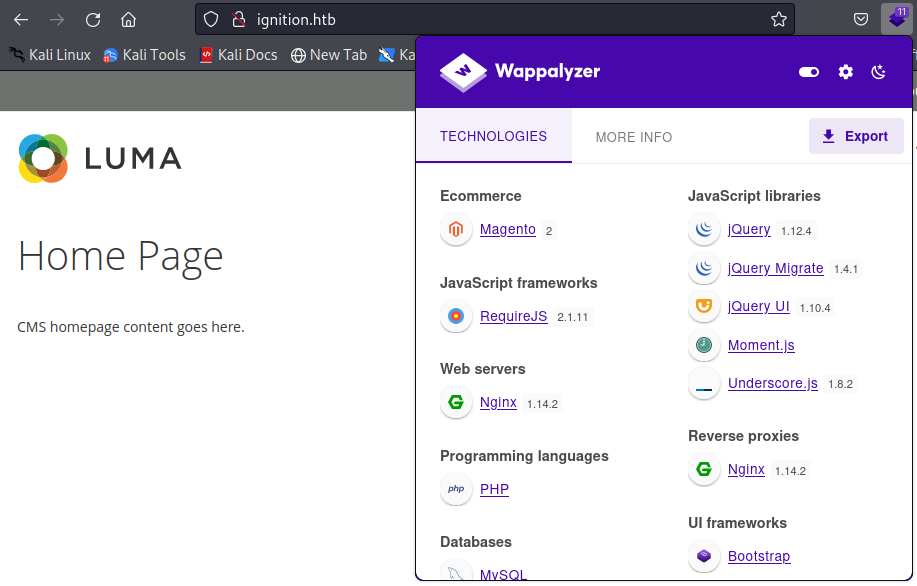 ignition.htb
11
Kali Linux Kali Tools Kali Docs New Tab Ka
Wappalyzer
TECHNOLOGIES MORE INFO Export
LUMA
Home Page
CMS homepage content goes here.
Ecommerce
Magento 2
JavaScript frameworks
RequireJS 2.1.11
Web servers
Nginx 1.14.2
Programming languages
php PHP
Databases
MySQL
JavaScript libraries
jQuery 1.12.4
jQuery Migrate 1.4.1
jQuery UI 1.10.4
Moment.js
Underscore.js 1.8.2
Reverse proxies
Nginx 1.14.2
UI frameworks
Bootstrap